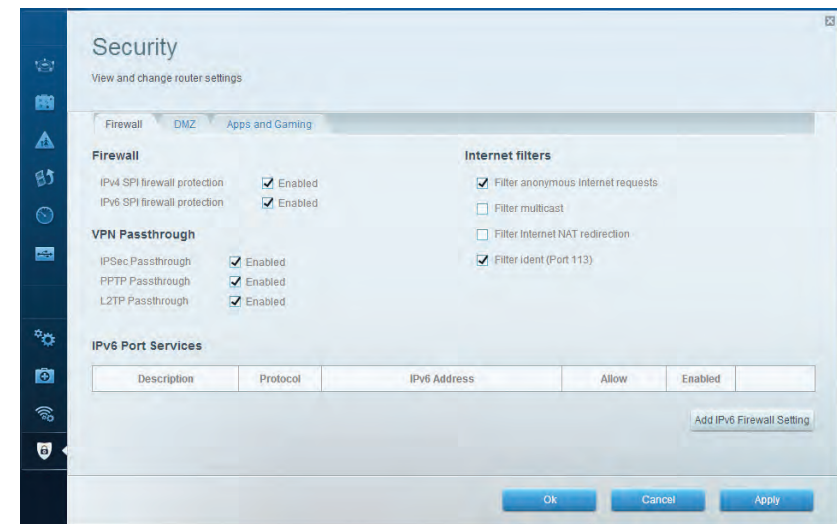 Security
View and change router settings
Firewall DMZ Apps and Gaming
Firewall
IPv4 SPI firewall protection Enabled
IPv6 SPI firewall protection Enabled
VPN Passthrough
IPSec Passthrough Enabled
PPTP Passthrough Enabled
L2TP Passthrough Enabled
Internet filters
Filter anonymous Internet requests
Filter multicast
Filter Internet NAT redirection
Filter ident (Port 113)
IPv6 Port Services
Description Protocol IPv6 Address Allow Enabled
Add IPv6 Firewall Setting
Ok Cancel Apply